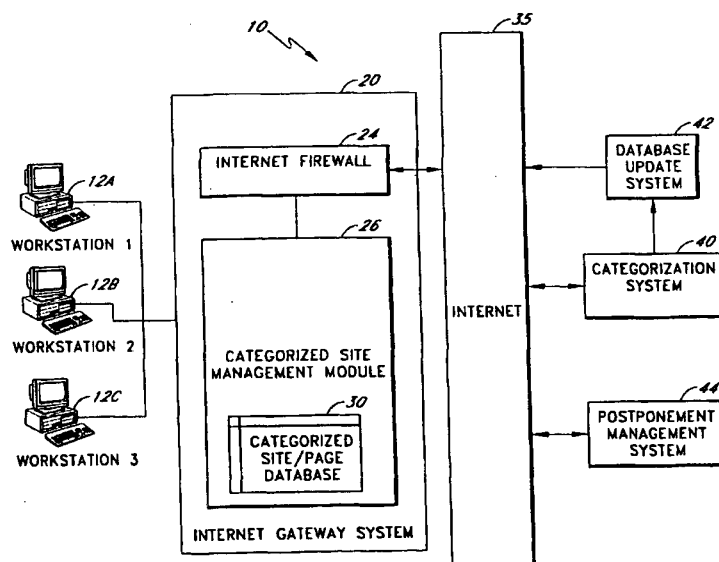 10
35
20
24
INTERNET FIREWALL
42
DATABASE
UPDATE
SYSTEM
12A
WORKSTATION 1
26
40
CATEGORIZATION
SYSTEM
12B
WORKSTATION 2
INTERNET
CATEGORIZED SITE
MANAGEMENT MODULE
12C
WORKSTATION 3
30
CATEGORIZED
SITE/PAGE
DATABASE
44
POSTPONEMENT
MANAGEMENT
SYSTEM
INTERNET GATEWAY SYSTEM